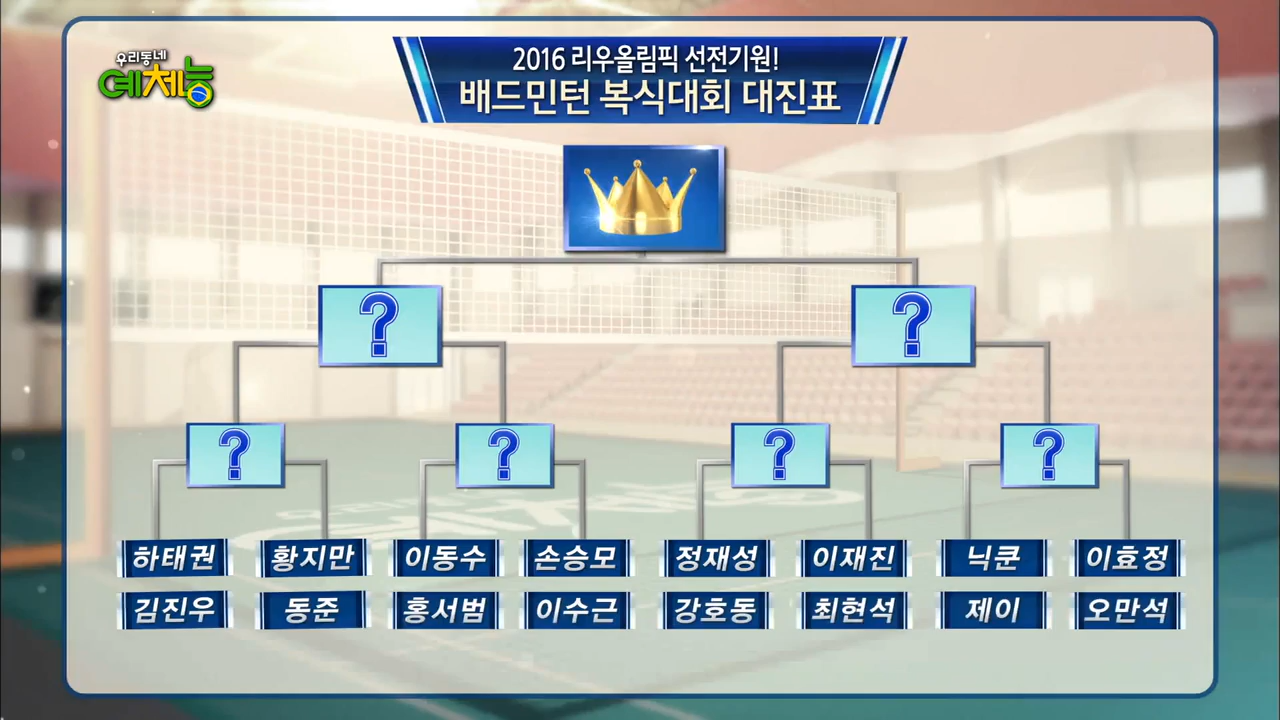 우리동네
예체능
2016 리우올림픽 선전기원!
배드민턴 복식대회 대진표
?
?
?
?
?
?
하태권
황지만
이동수
손승모
정재성
이재진
닉쿤
이효정
김진우
동준
홍서범
이수근
강호동
최현석
제이
오만석